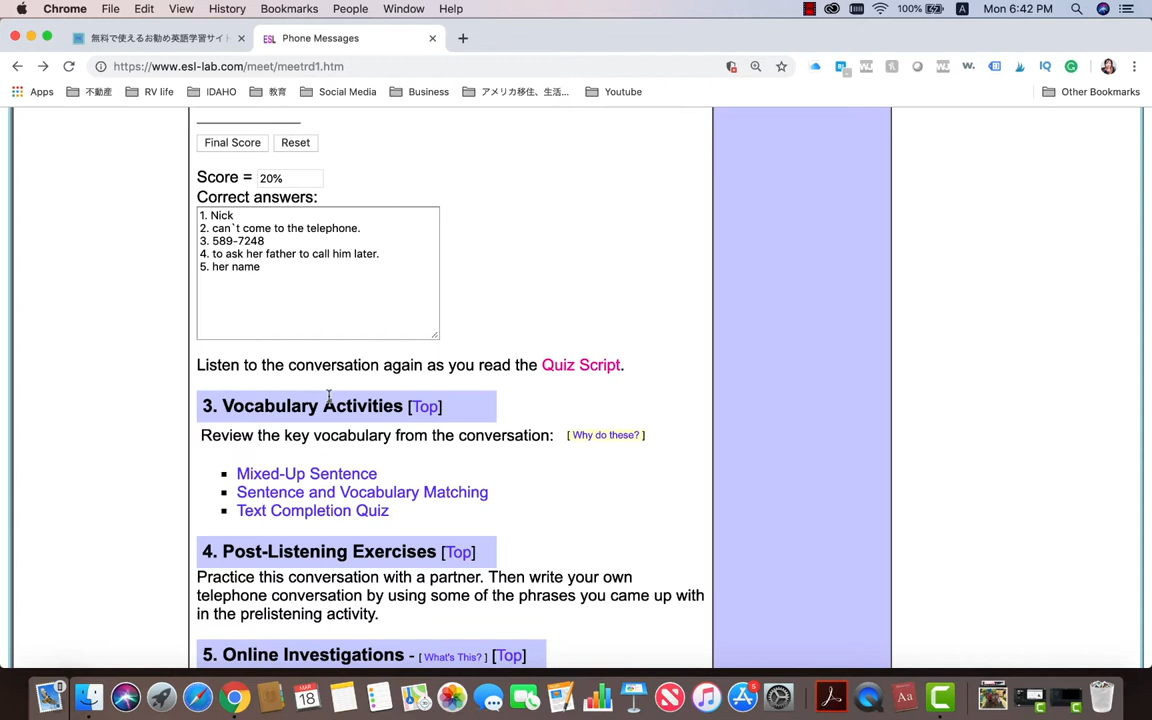 Chrome File Edit View History Bookmarks People Window Help 100% A Mon 6:42 PM
無料で使えるお勧め英語学習サイト
ESL Phone Messages
https://www.esl-lab.com/meet/meetrd1.htm
Apps 不動産 RV life IDAHO 教育 Social Media Business アメリカ移住、生活... Youtube Other Bookmarks
Final Score Reset
Score = 20%
Correct answers:
1. Nick
2. can`t come to the telephone.
3. 589-7248
4. to ask her father to call him later.
5. her name
Listen to the conversation again as you read the Quiz Script.
3. Vocabulary Activities [Top]
Review the key vocabulary from the conversation: [ Why do these? ]
Mixed-Up Sentence
Sentence and Vocabulary Matching
Text Completion Quiz
4. Post-Listening Exercises [Top]
Practice this conversation with a partner. Then write your own
telephone conversation by using some of the phrases you came up with
in the prelistening activity.
5. Online Investigations - [ What's This? ] [Top]
MAR
18